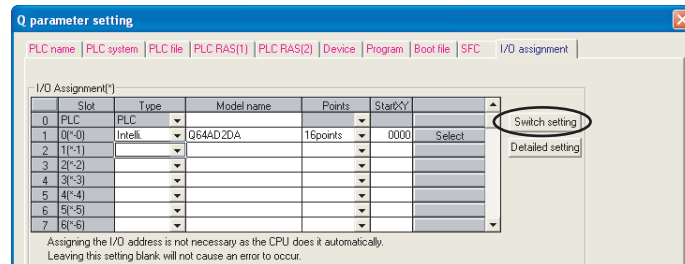 Q parameter setting
PLC name PLC system PLC file PLC RAS(1) PLC RAS(2) Device Program Boot file SFC I/O assignment
I/O Assignment(*)
Slot Type Model name Points StartXY
0 PLC PLC
1 0(*-0) Intelli. Q64AD2DA 16points 0000 Select
2 1(*-1)
3 2(*-2)
4 3(*-3)
5 4(*-4)
6 5(*-5)
7 6(*-6)
Switch setting
Detailed setting
Assigning the I/O address is not necessary as the CPU does it automatically.
Leaving this setting blank will not cause an error to occur.